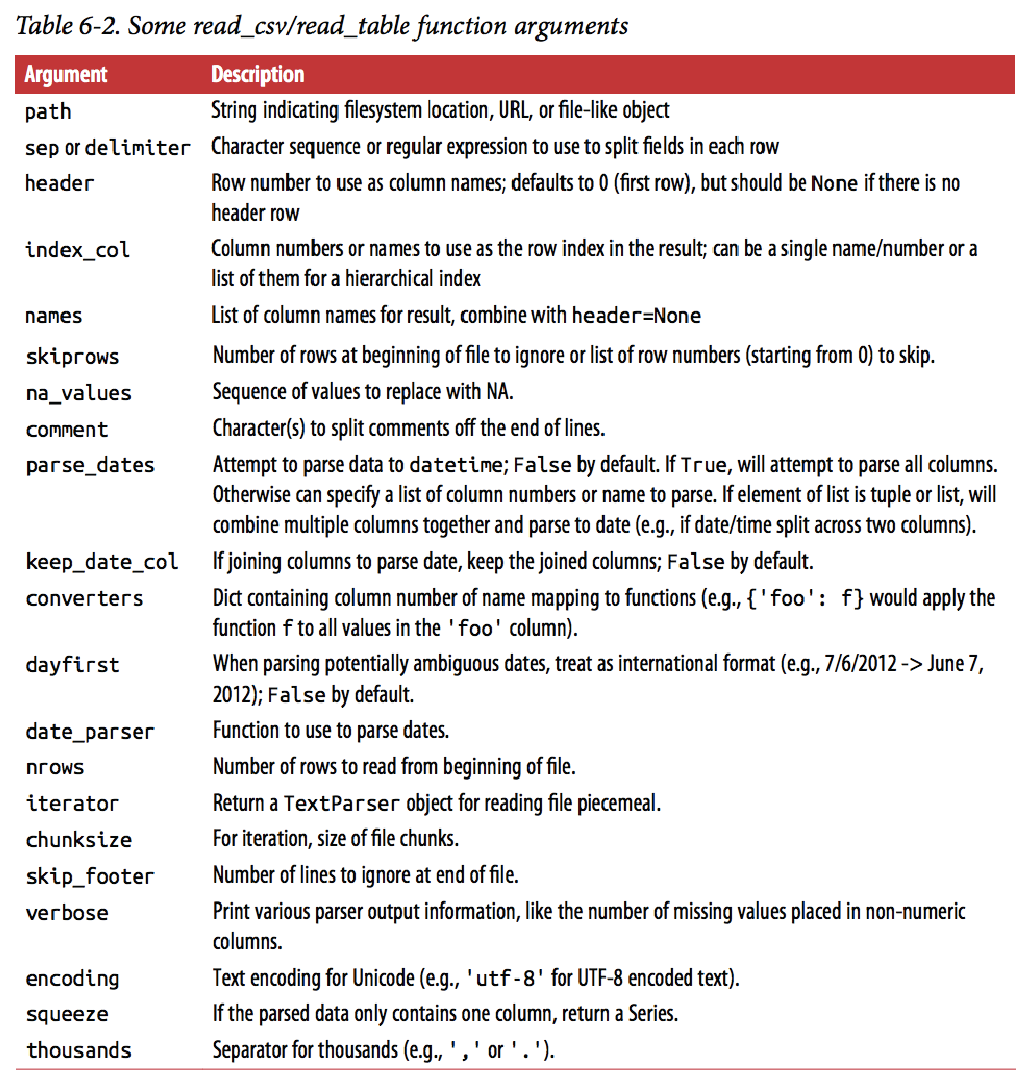 Table 6-2. Some read_csv/read_table function arguments
Argument Description
path String indicating filesystem location, URL, or file-like object
sep or delimiter Character sequence or regular expression to use to split fields in each row
header Row number to use as column names; defaults to 0 (first row), but should be None if there is no
header row
index_col Column numbers or names to use as the row index in the result; can be a single name/number or a
list of them for a hierarchical index
names List of column names for result, combine with header=None
skiprows Number of rows at beginning of file to ignore or list of row numbers (starting from 0) to skip.
na_values Sequence of values to replace with NA.
comment Character(s) to split comments off the end of lines.
parse_dates Attempt to parse data to datetime; False by default. If True, will attempt to parse all columns.
Otherwise can specify a list of column numbers or name to parse. If element of list is tuple or list, will
combine multiple columns together and parse to date (e.g., if date/time split across two columns).
keep_date_col If joining columns to parse date, keep the joined columns; False by default.
converters Dict containing column number of name mapping to functions (e.g., {'foo': f} would apply the
function f to all values in the 'foo' column).
dayfirst When parsing potentially ambiguous dates, treat as international format (e.g., 7/6/2012 -> June 7,
2012); False by default.
date_parser Function to use to parse dates.
nrows Number of rows to read from beginning of file.
iterator Return a TextParser object for reading file piecemeal.
chunksize For iteration, size of file chunks.
skip_footer Number of lines to ignore at end of file.
verbose Print various parser output information, like the number of missing values placed in non-numeric
columns.
encoding Text encoding for Unicode (e.g., 'utf-8' for UTF-8 encoded text).
squeeze If the parsed data only contains one column, return a Series.
thousands Separator for thousands (e.g., ',' or '.').